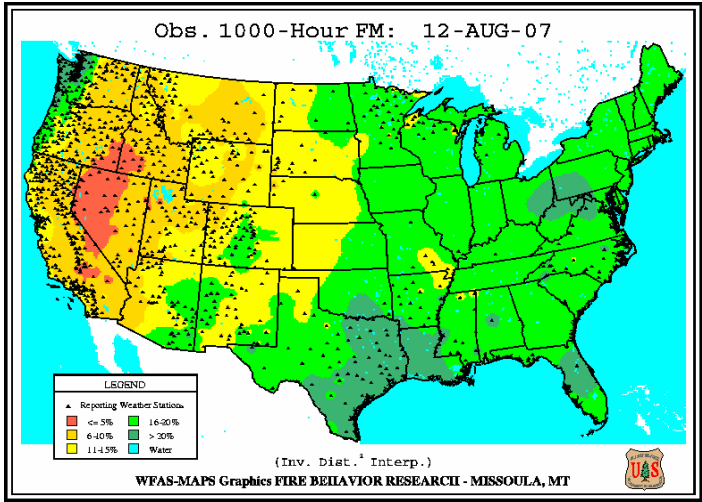 Obs. 1000-Hour FM: 12-AUG-07
LEGEND
Reporting Weather Stations
<= 5%
16-20%
6-10%
> 20%
11-15%
Water
(Inv. Dist.² Interp.)
WFAS-MAPS Graphics FIRE BEHAVIOR RESEARCH - MISSOULA, MT
U S